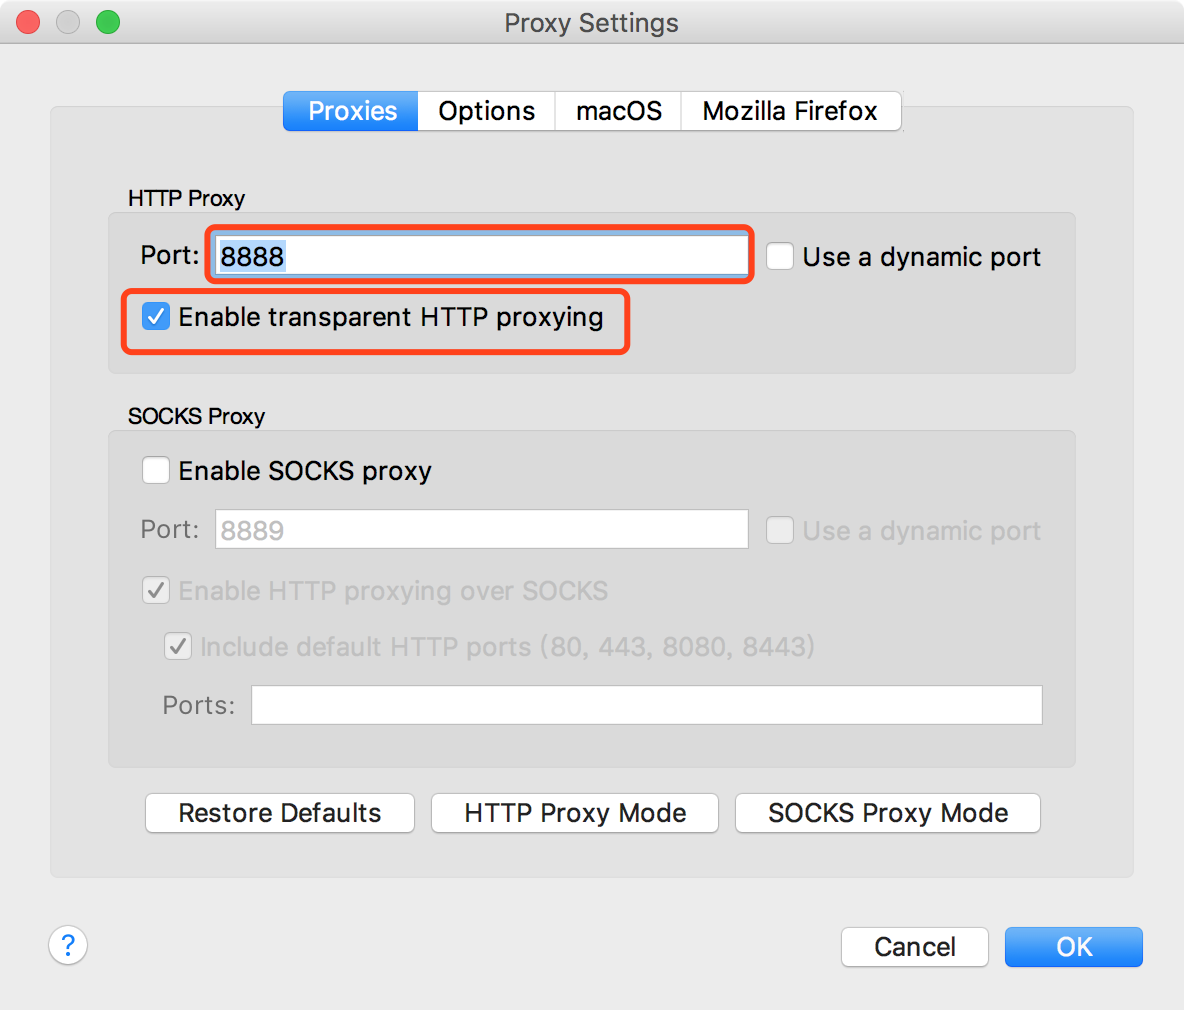 Proxy Settings
Proxies Options macOS Mozilla Firefox
HTTP Proxy
Port: 8888 Use a dynamic port
Enable transparent HTTP proxying
SOCKS Proxy
Enable SOCKS proxy
Port: 8889 Use a dynamic port
Enable HTTP proxying over SOCKS
Include default HTTP ports (80, 443, 8080, 8443)
Ports:
Restore Defaults HTTP Proxy Mode SOCKS Proxy Mode
? Cancel OK